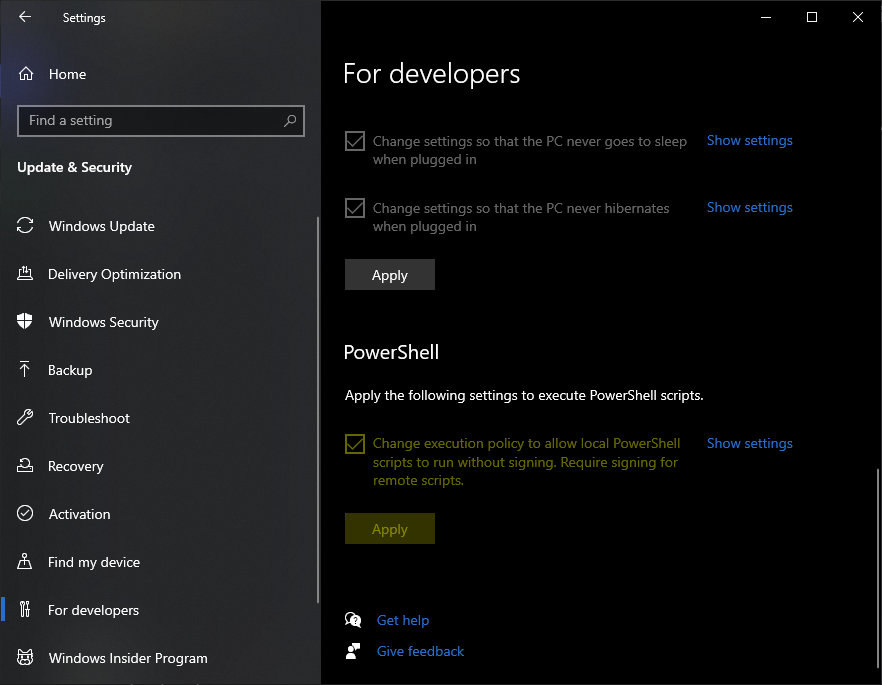 Settings
Home
Find a setting
Update & Security
Windows Update
Delivery Optimization
Windows Security
Backup
Troubleshoot
Recovery
Activation
Find my device
For developers
Windows Insider Program
For developers
Change settings so that the PC never goes to sleep
when plugged in
Show settings
Change settings so that the PC never hibernates
when plugged in
Show settings
Apply
PowerShell
Apply the following settings to execute PowerShell scripts.
Change execution policy to allow local PowerShell
scripts to run without signing. Require signing for
remote scripts.
Show settings
Apply
Get help
Give feedback